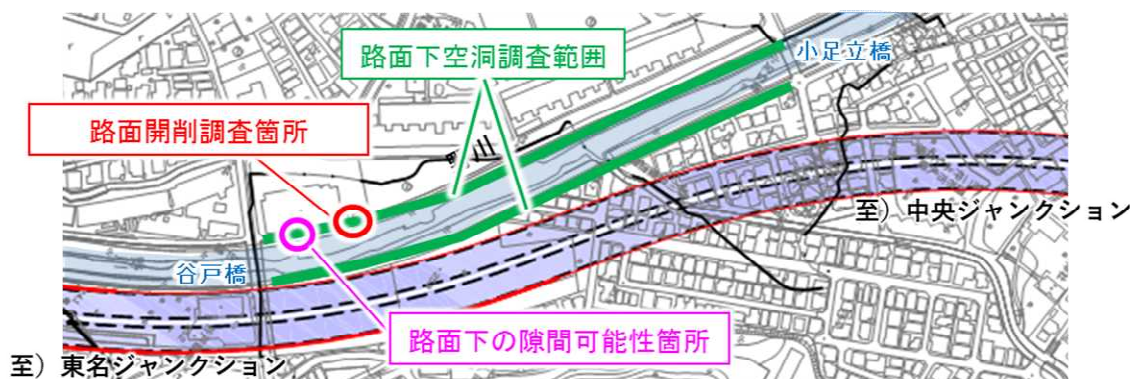 小足立橋
路面下空洞調査範囲
路面開削調査箇所
野川
至）中央ジャンクション
谷戸橋
路面下の隙間可能性箇所
至）東名ジャンクション